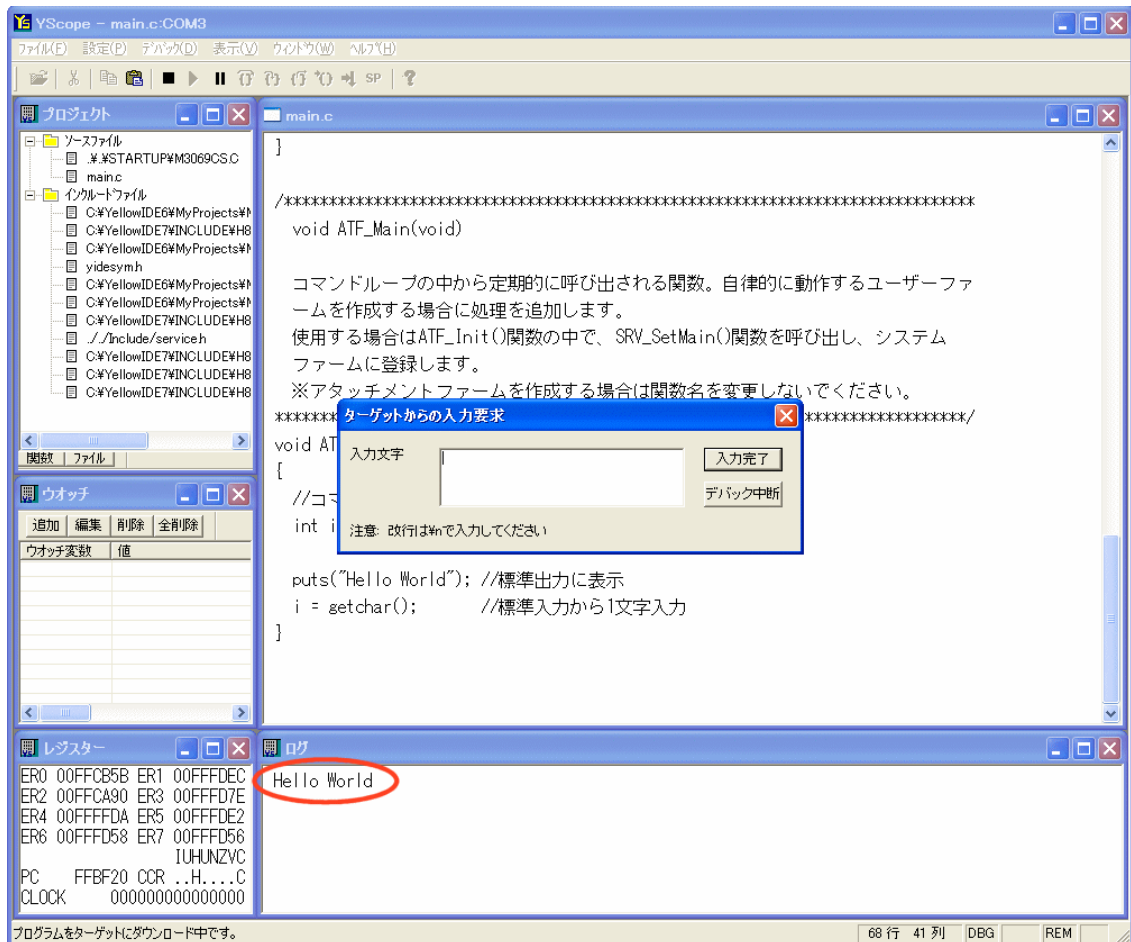 YScope - main.c:COM3
ファイル(F) 設定(P) デバック(D) 表示(V) ウィンドウ(W) ヘルプ(H)
SP
プロジェクト
ソースファイル
.¥.¥STARTUP¥M3069CS.C
main.c
インクルードファイル
C:¥YellowIDE6¥MyProjects¥
C:¥YellowIDE7¥INCLUDE¥H8
C:¥YellowIDE6¥MyProjects¥
yidesym.h
C:¥YellowIDE6¥MyProjects¥
C:¥YellowIDE6¥MyProjects¥
C:¥YellowIDE7¥INCLUDE¥H8
././Include/service.h
C:¥YellowIDE7¥INCLUDE¥H8
C:¥YellowIDE7¥INCLUDE¥H8
C:¥YellowIDE7¥INCLUDE¥H8
関数 ファイル
main.c
}
/******************************************************************************
void ATF_Main(void)
コマンドループの中から定期的に呼び出される関数。自律的に動作するユーザーファ
ームを作成する場合に処理を追加します。
使用する場合はATF_Init()関数の中で、SRV_SetMain()関数を呼び出し、システム
ファームに登録します。
※アタッチメントファームを作成する場合は関数名を変更しないでください。
******************************************************************************/
void AT
{
//コマ
int i
puts("Hello World"); //標準出力に表示
i = getchar(); //標準入力から1文字入力
}
ターゲットからの入力要求
入力文字
入力完了
デバック中断
注意: 改行は¥nで入力してください
ウオッチ
追加 編集 削除 全削除
ウオッチ変数 値
レジスター
ER0 00FFCB5B ER1 00FFFDEC
ER2 00FFCA90 ER3 00FFFD7E
ER4 00FFFFDA ER5 00FFFDE2
ER6 00FFFD58 ER7 00FFFD56
IUHUNZVC
PC FFBF20 CCR ..H....C
CLOCK 000000000000000
ログ
Hello World
プログラムをターゲットにダウンロード中です。
68 行 41 列 DBG REM